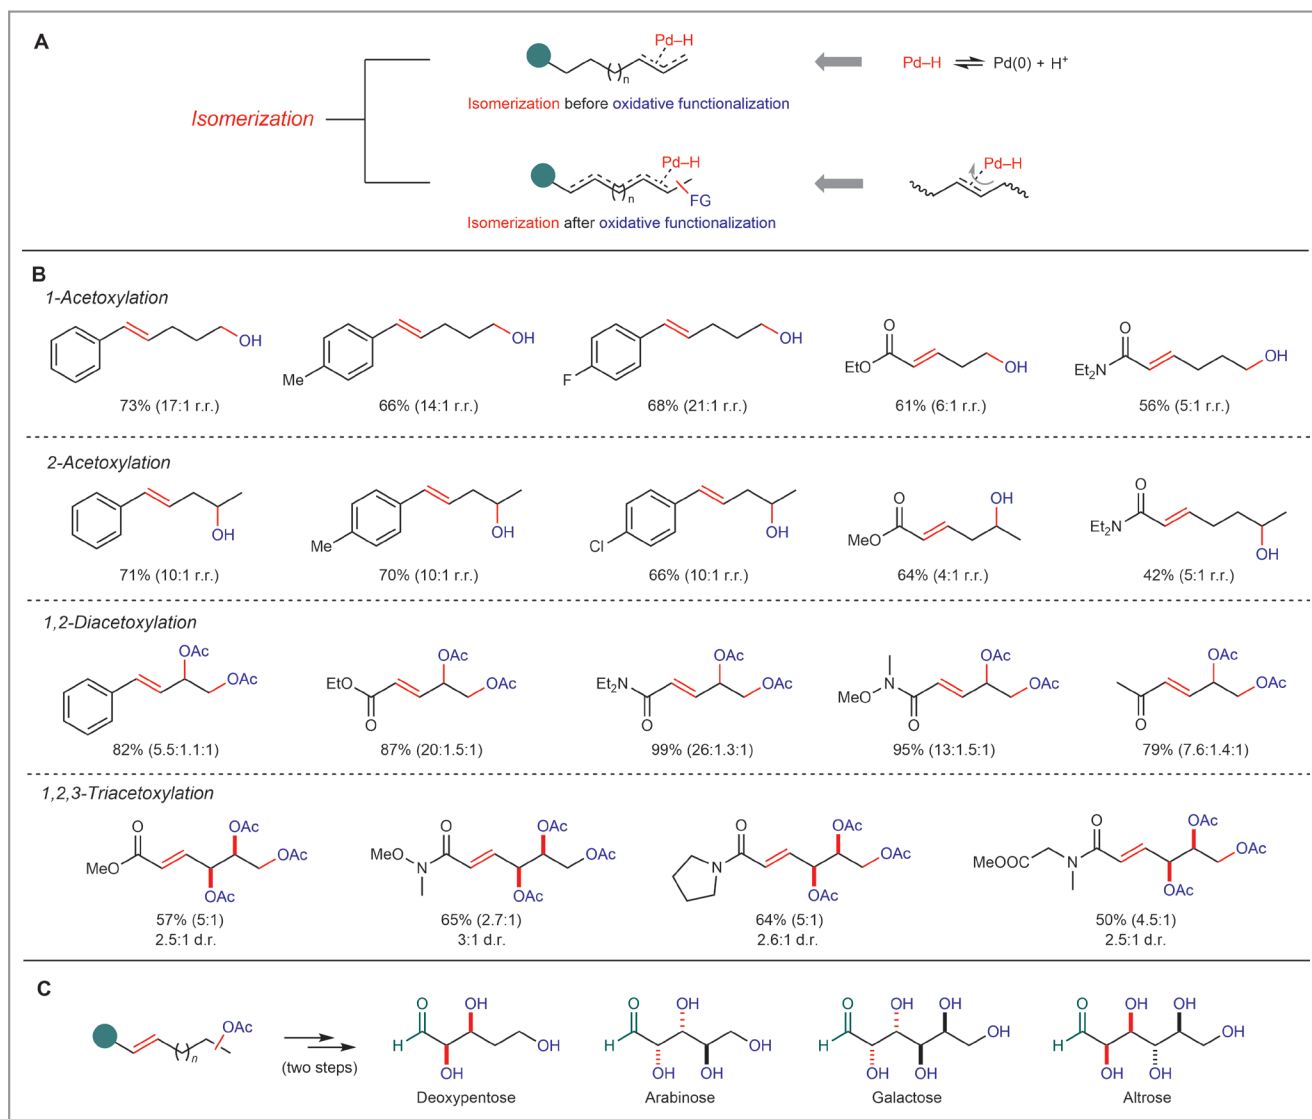 A
Isomerization
Pd–H
n
Isomerization before oxidative functionalization
Pd–H Pd(0) + H+
Pd–H
n
FG
Isomerization after oxidative functionalization
Pd–H
B
1-Acetoxylation
OH
73% (17:1 r.r.)
Me
OH
66% (14:1 r.r.)
F
OH
68% (21:1 r.r.)
O
EtO
OH
61% (6:1 r.r.)
O
Et2N
OH
56% (5:1 r.r.)
2-Acetoxylation
OH
71% (10:1 r.r.)
Me
OH
70% (10:1 r.r.)
Cl
OH
66% (10:1 r.r.)
O
MeO
OH
64% (4:1 r.r.)
O
Et2N
OH
42% (5:1 r.r.)
1,2-Diacetoxylation
OAc
OAc
82% (5.5:1.1:1)
EtO
O
OAc
OAc
87% (20:1.5:1)
Et2N
O
OAc
OAc
99% (26:1.3:1)
MeO
N
O
OAc
OAc
95% (13:1.5:1)
O
OAc
OAc
79% (7.6:1.4:1)
1,2,3-Triacetoxylation
O
MeO
OAc
OAc
OAc
57% (5:1)
2.5:1 d.r.
O
MeO
N
OAc
OAc
OAc
65% (2.7:1)
3:1 d.r.
O
N
OAc
OAc
OAc
64% (5:1)
2.6:1 d.r.
MeOOC
N
O
OAc
OAc
OAc
50% (4.5:1)
2.5:1 d.r.
C
OAc
n
(two steps)
O
H
OH
OH
OH
Deoxypentose
O
H
OH
OH
OH
OH
Arabinose
O
H
OH
OH
OH
OH
OH
Galactose
O
H
OH
OH
OH
OH
OH
Altrose